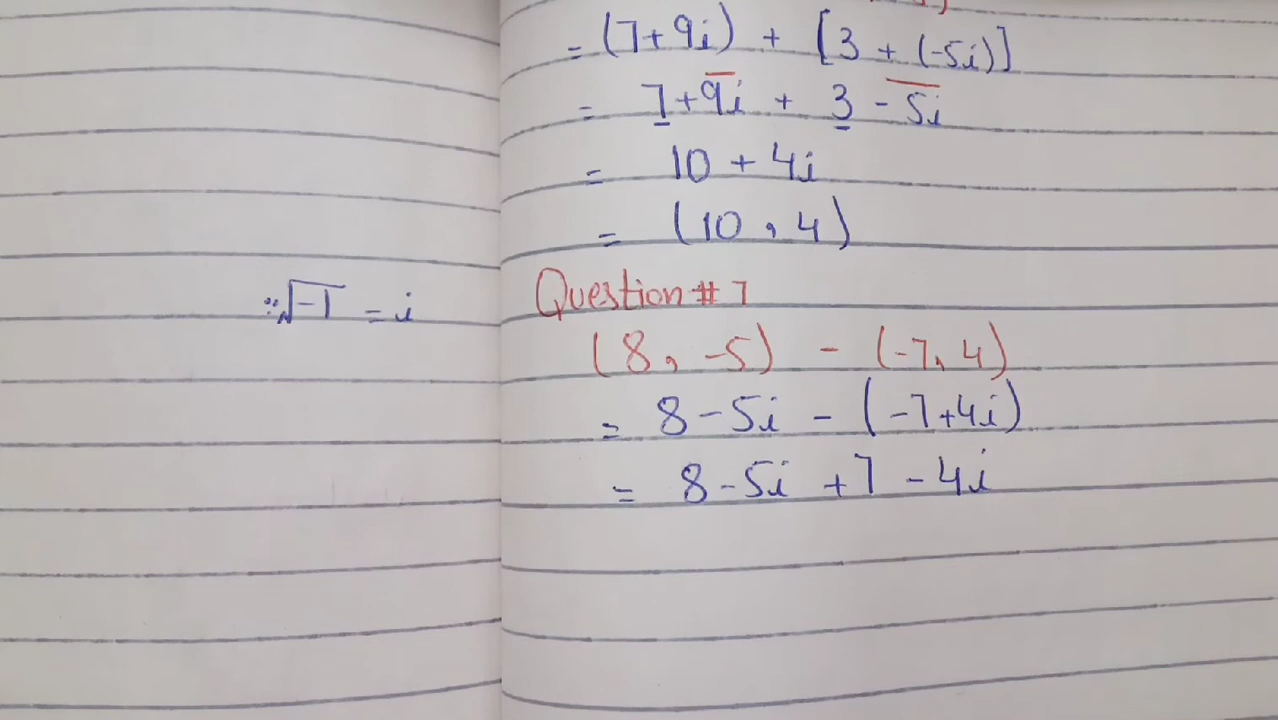 = (7+9i) + [3 + (-5i)]
= 7+9i + 3 - 5i
= 10 + 4i
= (10, 4)
∵ √-1 = i
Question # 7
(8, -5) - (-7, 4)
= 8 - 5i - (-7+4i)
= 8 - 5i + 7 - 4i